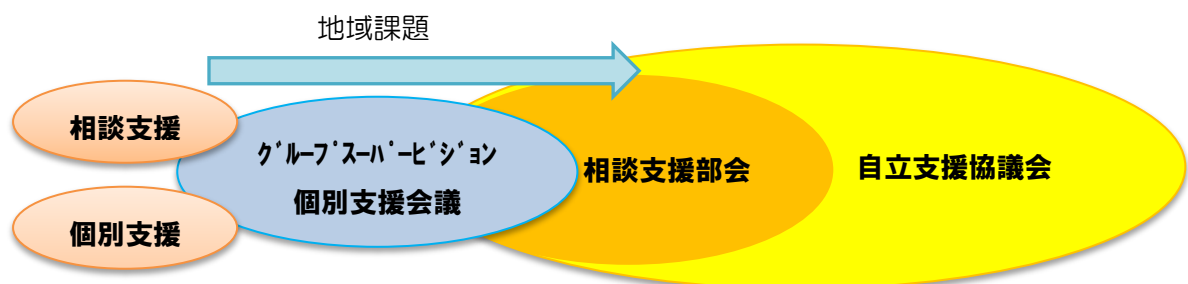 地域課題
相談支援
個別支援
ｸﾞﾙｰﾌﾟｽｰﾊﾟｰﾋﾞｼﾞｮﾝ
個別支援会議
相談支援部会
自立支援協議会